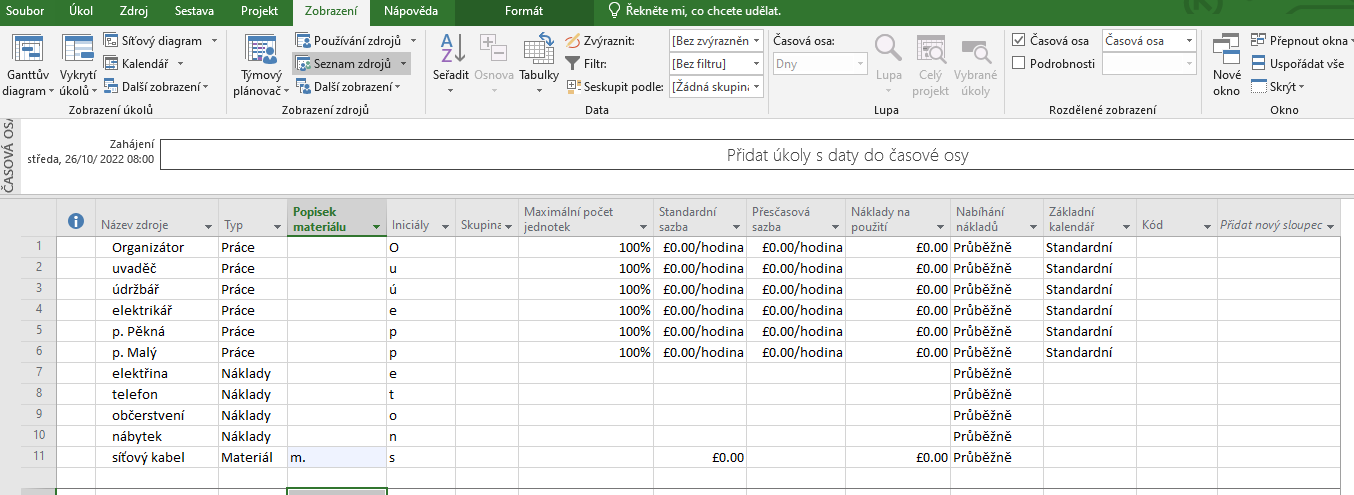 Soubor Úkol Zdroj Sestava Projekt Zobrazení Nápověda Formát Řekněte mi, co chcete udělat.
Ganttův diagram Vykrytí úkolů Síťový diagram Kalendář Další zobrazení
Zobrazení úkolů
Týmový plánovač Používání zdrojů Seznam zdrojů Další zobrazení
Zobrazení zdrojů
Seřadit Osnova Tabulky Zvýraznit: [Bez zvýrazněn
Filtr: [Bez filtru]
Seskupit podle: [Žádná skupina
Data
Časová osa:
Dny
Lupa Celý projekt Vybrané úkoly
Lupa
Časová osa Časová osa
Podrobnosti
Rozdělené zobrazení
Nové okno Přepnout okna
Uspořádat vše
Skrýt
Okno
ČASOVÁ OSA
Zahájení
středa, 26/10/ 2022 08:00
Přidat úkoly s daty do časové osy
Název zdroje Typ Popisek materiálu Iniciály Skupina Maximální počet jednotek Standardní sazba Přesčasová sazba Náklady na použití Nabíhání nákladů Základní kalendář Kód Přidat nový sloupec
1 Organizátor Práce O 100% £0.00/hodina £0.00/hodina £0.00 Průběžně Standardní
2 uvaděč Práce u 100% £0.00/hodina £0.00/hodina £0.00 Průběžně Standardní
3 údržbář Práce ú 100% £0.00/hodina £0.00/hodina £0.00 Průběžně Standardní
4 elektrikář Práce e 100% £0.00/hodina £0.00/hodina £0.00 Průběžně Standardní
5 p. Pěkná Práce p 100% £0.00/hodina £0.00/hodina £0.00 Průběžně Standardní
6 p. Malý Práce p 100% £0.00/hodina £0.00/hodina £0.00 Průběžně Standardní
7 elektřina Náklady e Průběžně
8 telefon Náklady t Průběžně
9 občerstvení Náklady o Průběžně
10 nábytek Náklady n Průběžně
11 síťový kabel Materiál m. s £0.00 £0.00 Průběžně